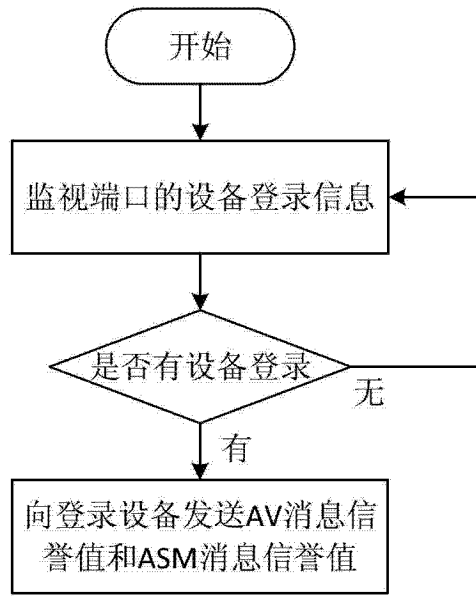 开始
监视端口的设备登录信息
是否有设备登录
无
有
向登录设备发送AV消息信
誉值和ASM消息信誉值